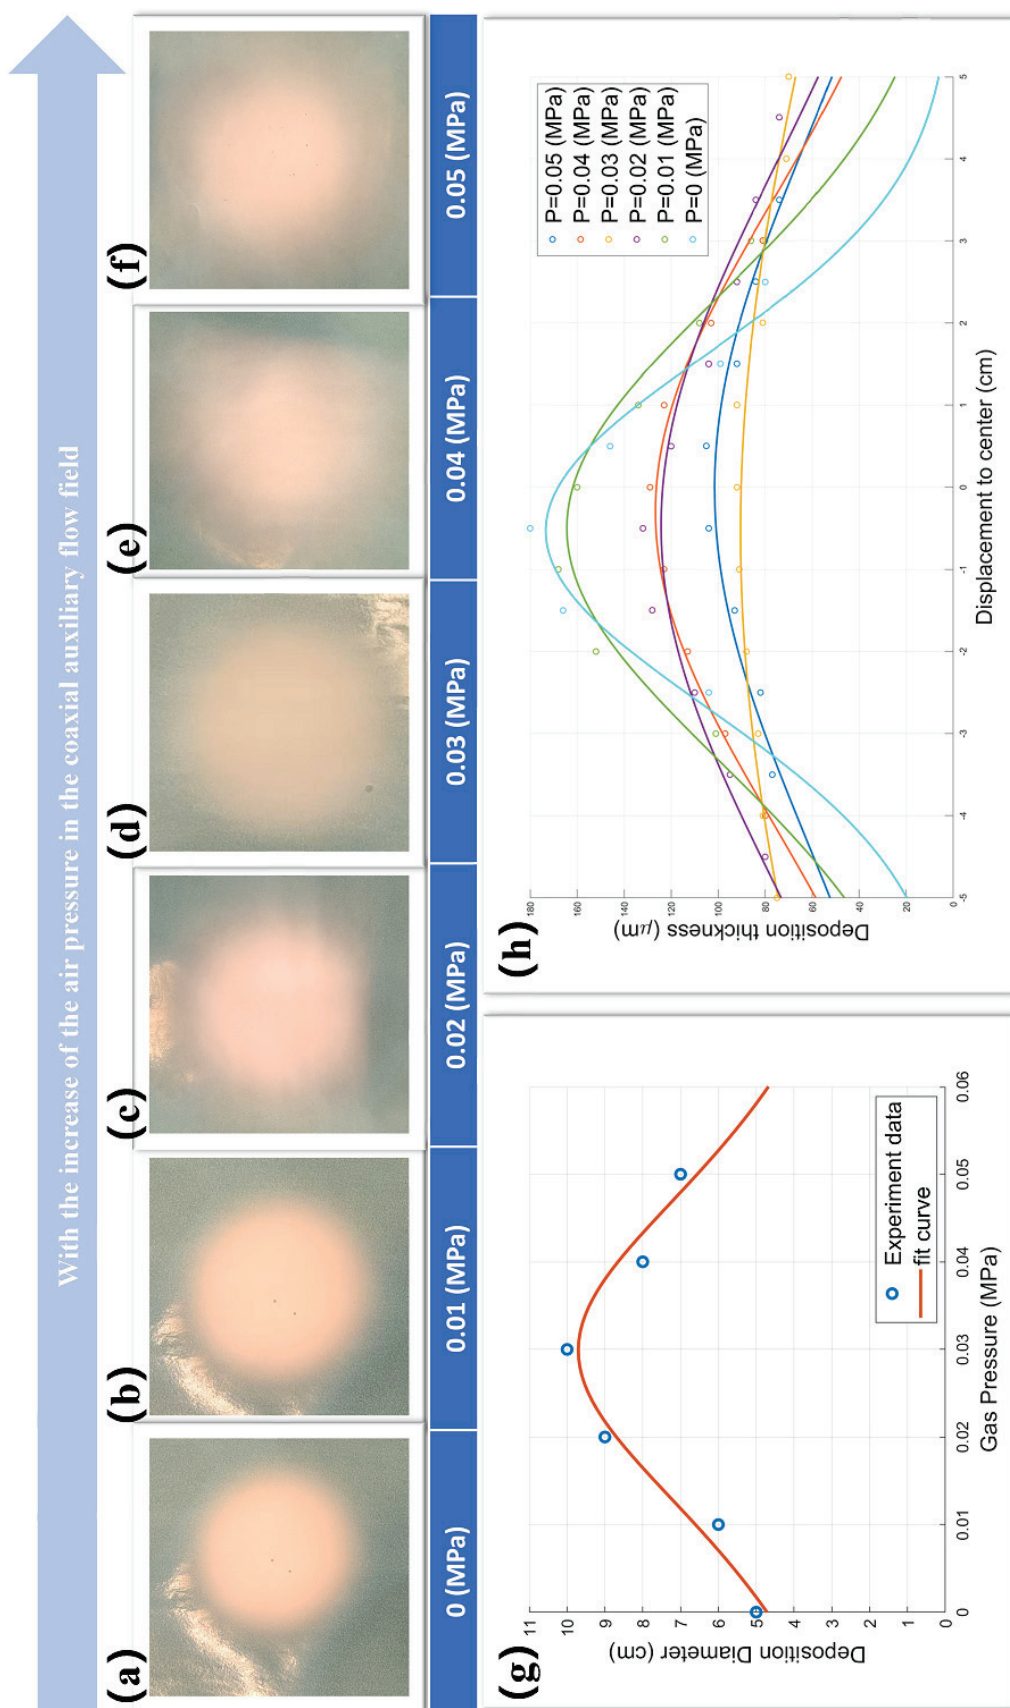 With the increase of the air pressure in the coaxial auxiliary flow field
(a)
(b)
(c)
(d)
(e)
(f)
0 (MPa)
0.01 (MPa)
0.02 (MPa)
0.03 (MPa)
0.04 (MPa)
0.05 (MPa)
(g)
Deposition Diameter (cm)
11
10
9
8
7
6
5
4
3
2
1
0
0
0.01
0.02
0.03
0.04
0.05
0.06
Gas Pressure (MPa)
Experiment data
fit curve
(h)
Deposition thickness (μm)
180
160
140
120
100
80
60
40
20
0
-5
-4
-3
-2
-1
0
1
2
3
4
5
Displacement to center (cm)
P=0.05 (MPa)
P=0.04 (MPa)
P=0.03 (MPa)
P=0.02 (MPa)
P=0.01 (MPa)
P=0 (MPa)